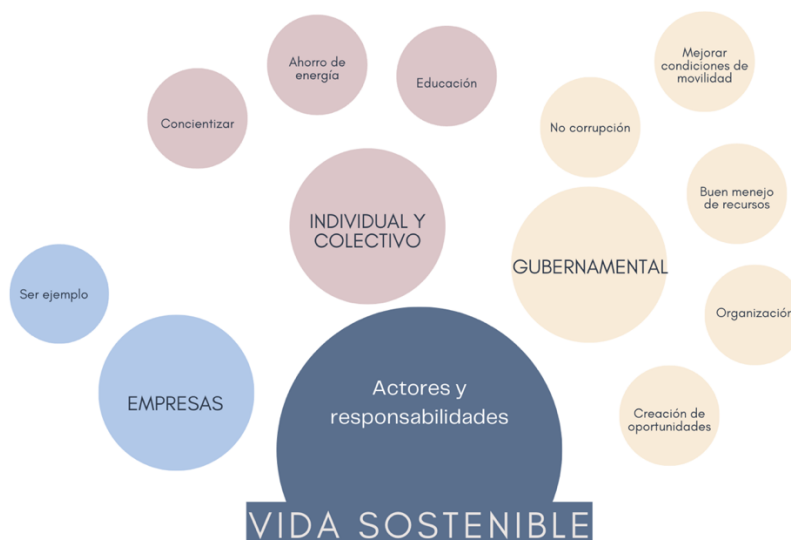 Mejorar
condiciones de
movilidad
Ahorro de
energía
Educación
Concientizar
No corrupción
Buen menejo
de recursos
INDIVIDUAL Y
COLECTIVO
GUBERNAMENTAL
Ser ejemplo
Organización
EMPRESAS
Actores y
responsabilidades
Creación de
oportunidades
VIDA SOSTENIBLE